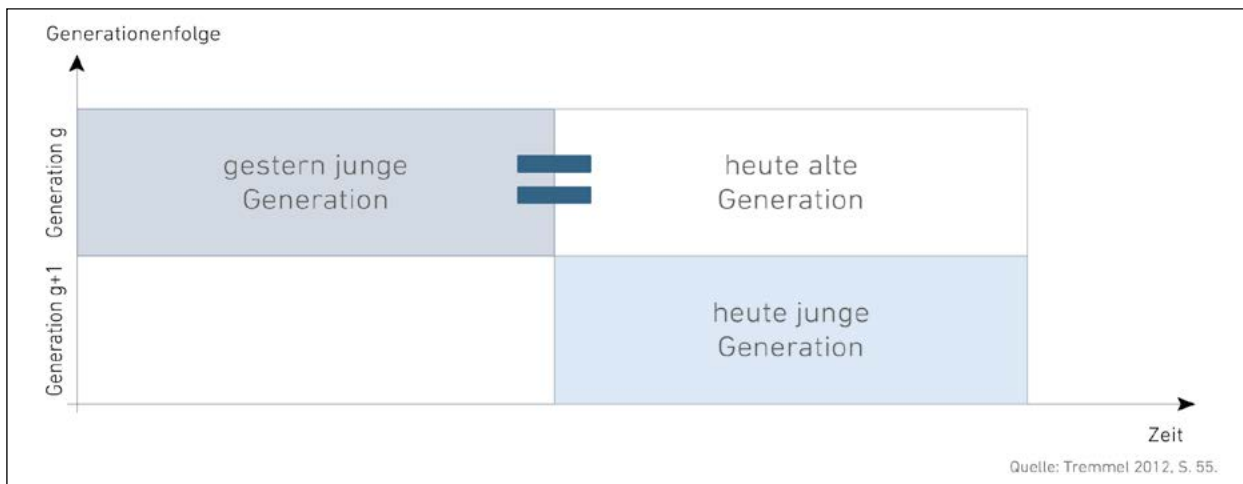 Generationenfolge
Generation g
gestern junge
Generation
heute alte
Generation
Generation g+1
heute junge
Generation
Zeit
Quelle: Tremmel 2012, S. 55.